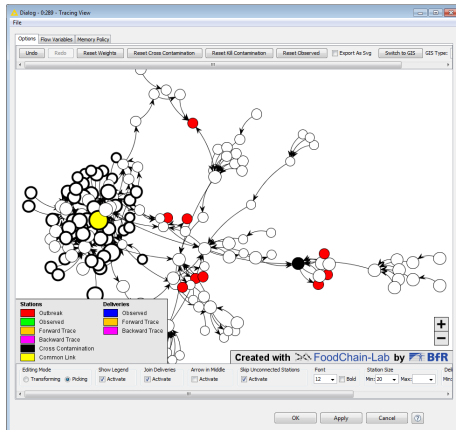 Dialog - 0:289 - Tracing View
File
Options Flow Variables Memory Policy
Undo Redo Reset Weights Reset Cross Contamination Reset Kill Contamination Reset Observed Export As Svg Switch to GIS GIS Type:
Stations Deliveries
Outbreak Observed
Observed Forward Trace
Forward Trace Backward Trace
Backward Trace
Cross Contamination
Common Link
+
−
Created with FoodChain-Lab by BfR
Editing Mode Show Legend Join Deliveries Arrow in Middle Skip Unconnected Stations Font Station Size Deli
Transforming Picking Activate Activate Activate Activate 12 Bold Min: 20 Max: Min:
OK Apply Cancel ?